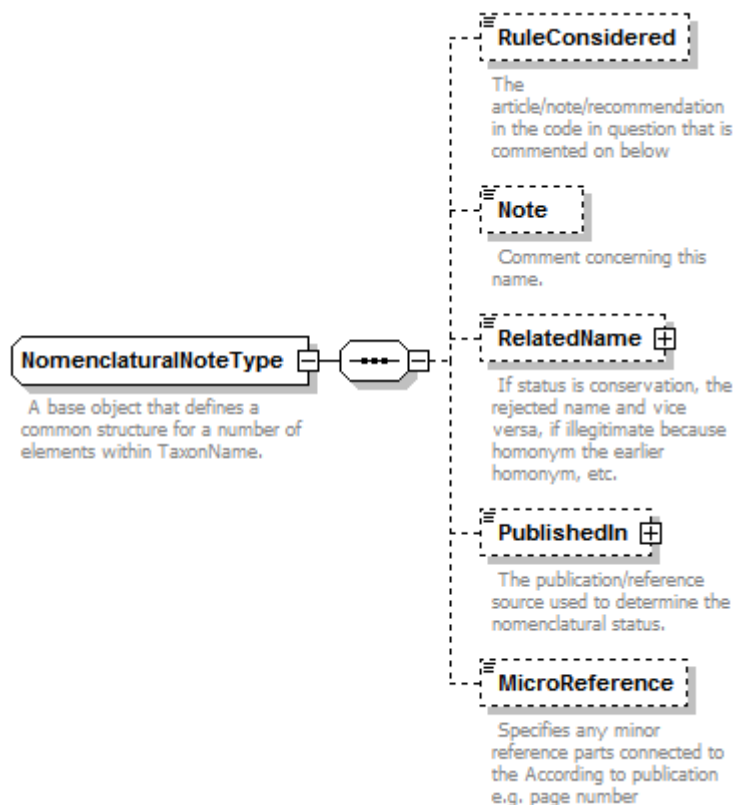 RuleConsidered
The
article/note/recommendation
in the code in question that is
commented on below
Note
Comment concerning this
name.
NomenclaturalNoteType
A base object that defines a
common structure for a number of
elements within TaxonName.
RelatedName
If status is conservation, the
rejected name and vice
versa, if illegitimate because
homonym the earlier
homonym, etc.
PublishedIn
The publication/reference
source used to determine the
nomenclatural status.
MicroReference
Specifies any minor
reference parts connected to
the According to publication
e.g. page number